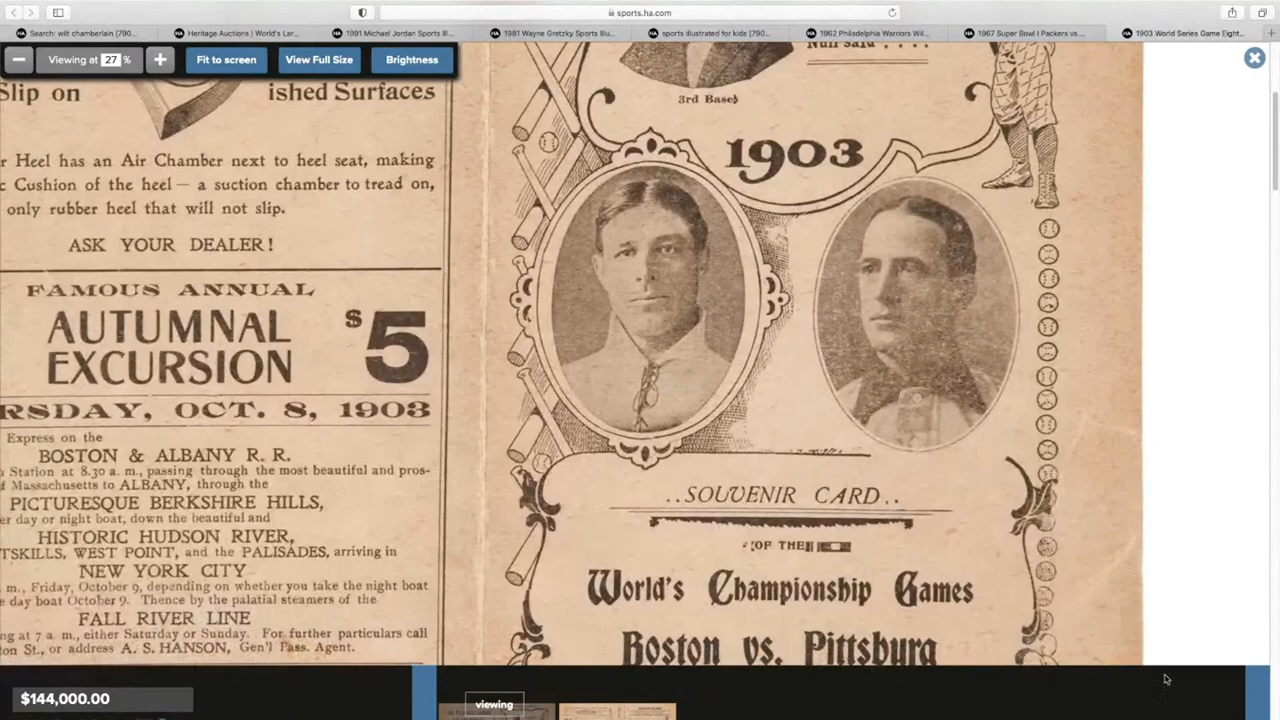 sports.ha.com
Search: wilt chamberlain [790...
Heritage Auctions | World's Lar...
1991 Michael Jordan Sports Ill...
1981 Wayne Gretzky Sports Illu...
sports illustrated for kids [790...
1962 Philadelphia Warriors Wil...
1967 Super Bowl I Packers vs....
1903 World Series Game Eight...
Viewing at 27 %
Fit to screen
View Full Size
Brightness
Slip on
ished Surfaces
r Heel has an Air Chamber next to heel seat, making
c Cushion of the heel — a suction chamber to tread on,
only rubber heel that will not slip.
ASK YOUR DEALER!
FAMOUS ANNUAL
AUTUMNAL
EXCURSION
$5
RSDAY, OCT. 8, 1903
Express on the
BOSTON & ALBANY R. R.
Station at 8.30 a. m., passing through the most beautiful and pros-
f Massachusetts to ALBANY, through the
PICTURESQUE BERKSHIRE HILLS,
er day or night boat, down the beautiful and
HISTORIC HUDSON RIVER,
TSKILLS, WEST POINT, and the PALISADES, arriving in
NEW YORK CITY
m., Friday, October 9, depending on whether you take the night boat
e day boat October 9. Thence by the palatial steamers of the
FALL RIVER LINE
ng at 7 a m., either Saturday or Sunday. For further particulars call
on St., or address A. S. HANSON, Gen'l Pass. Agent.
3rd Base
1903
..SOUVENIR CARD..
OF THE
World's Championship Games
Boston vs. Pittsburg
$144,000.00
viewing